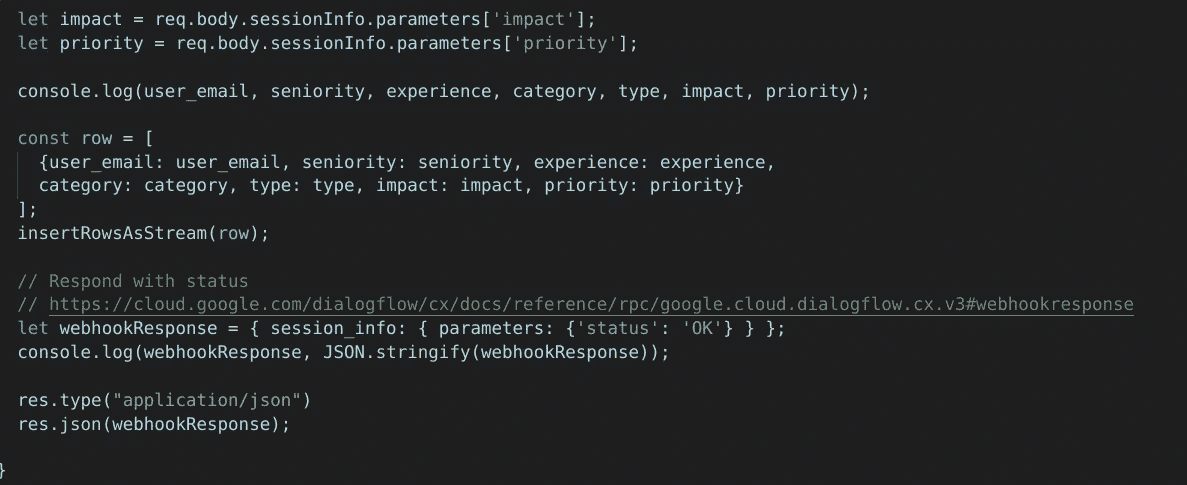 let impact = req.body.sessionInfo.parameters['impact'];
let priority = req.body.sessionInfo.parameters['priority'];
console.log(user_email, seniority, experience, category, type, impact, priority);
const row = [
{user_email: user_email, seniority: seniority, experience: experience,
category: category, type: type, impact: impact, priority: priority}
];
insertRowsAsStream(row);
// Respond with status
// https://cloud.google.com/dialogflow/cx/docs/reference/rpc/google.cloud.dialogflow.cx.v3#webhookresponse
let webhookResponse = { session_info: { parameters: {'status': 'OK'} } };
console.log(webhookResponse, JSON.stringify(webhookResponse));
res.type("application/json")
res.json(webhookResponse);
}